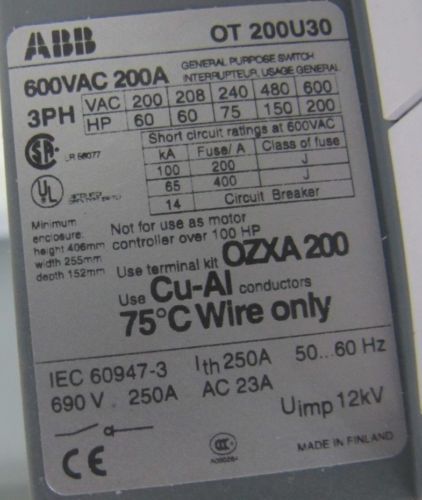 ABB OT 200U30
600VAC 200A GENERAL PURPOSE SWITCH
INTERRUPTEUR, USAGE GENERAL
3PH VAC 200 208 240 480 600
HP 60 60 75 150 200
Short circuit ratings at 600VAC
kA Fuse/A Class of fuse
100 200 J
65 400 J
14 Circuit Breaker
UL
Minimum
enclosure:
height 406mm
width 255mm
depth 152mm
Not for use as motor
controller over 100 HP
Use terminal kit OZXA 200
Use Cu-Al conductors
75°C Wire only
IEC 60947-3 Ith 250A 50...60 Hz
690 V 250A AC 23A
Uimp 12kV
CE
MADE IN FINLAND